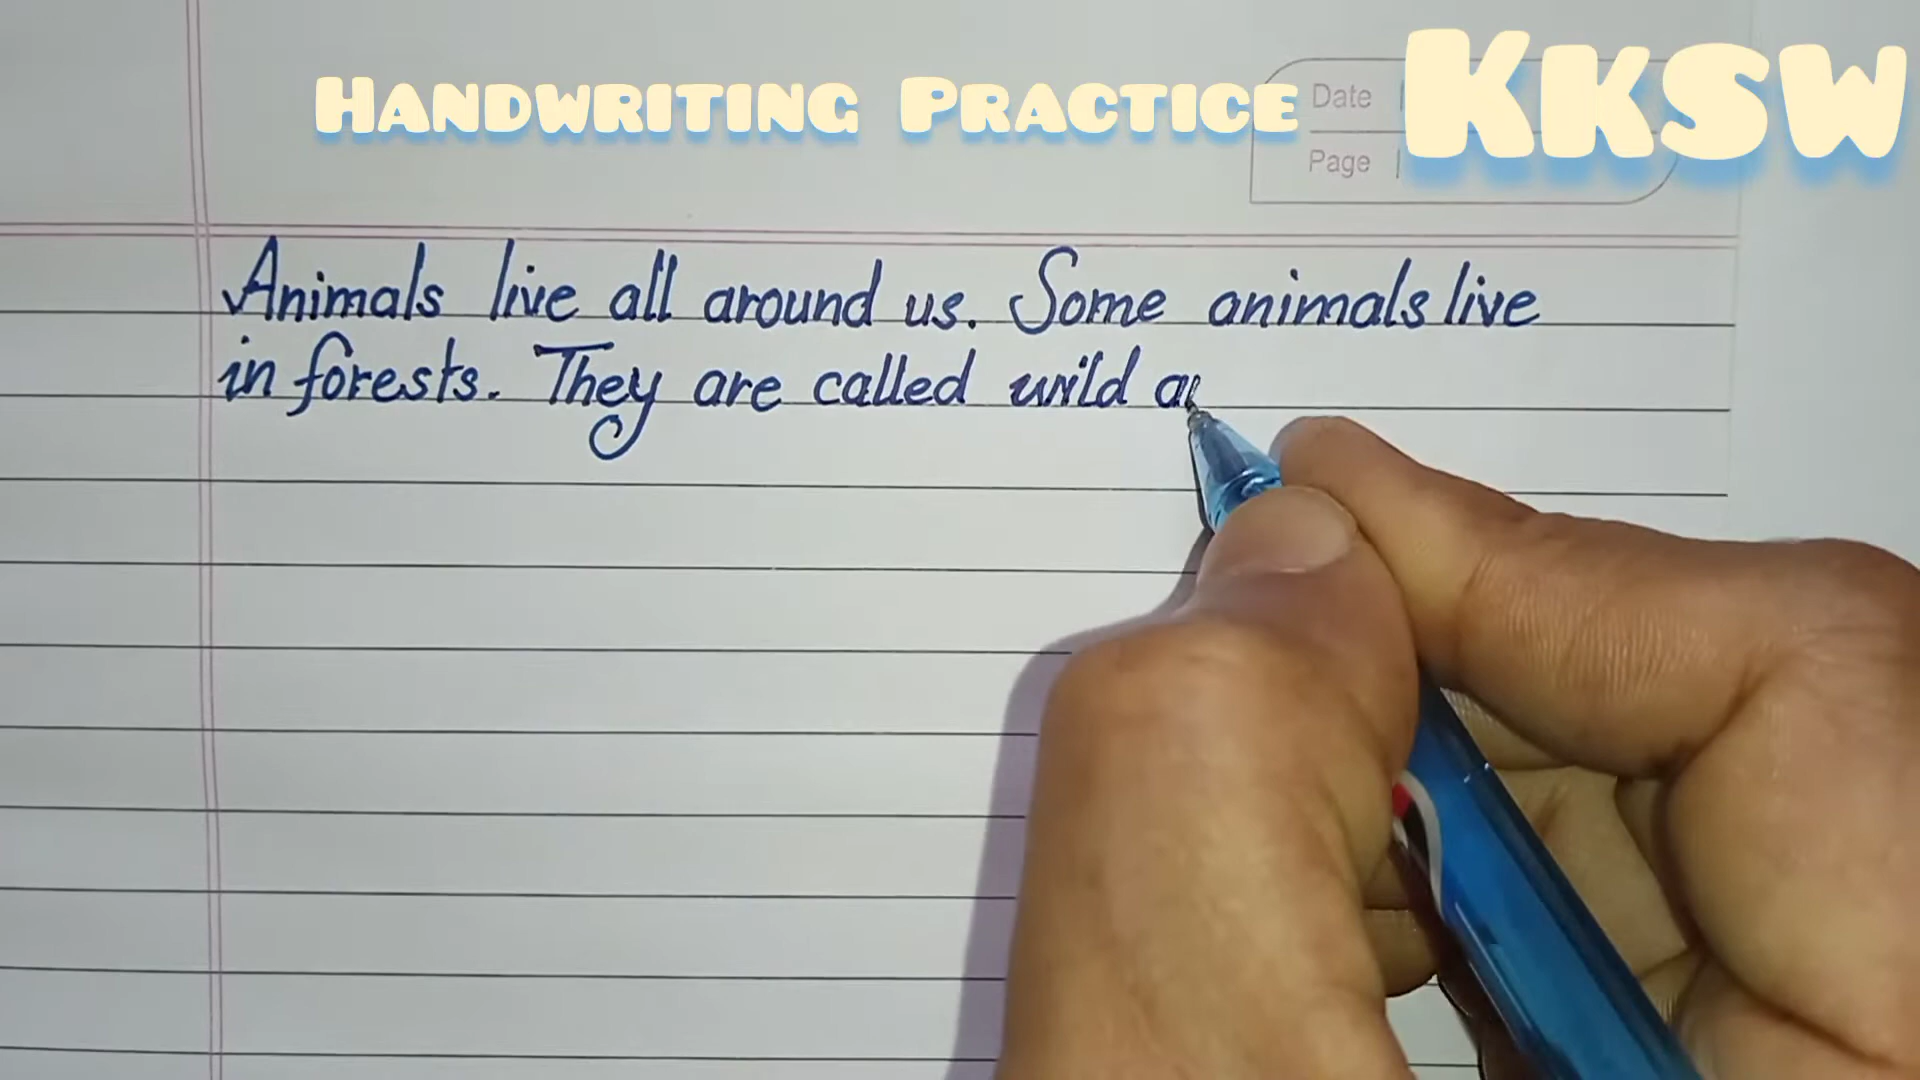 Handwriting Practice
Kksw
Date
Page
Animals live all around us. Some animals live
in forests. They are called wild a